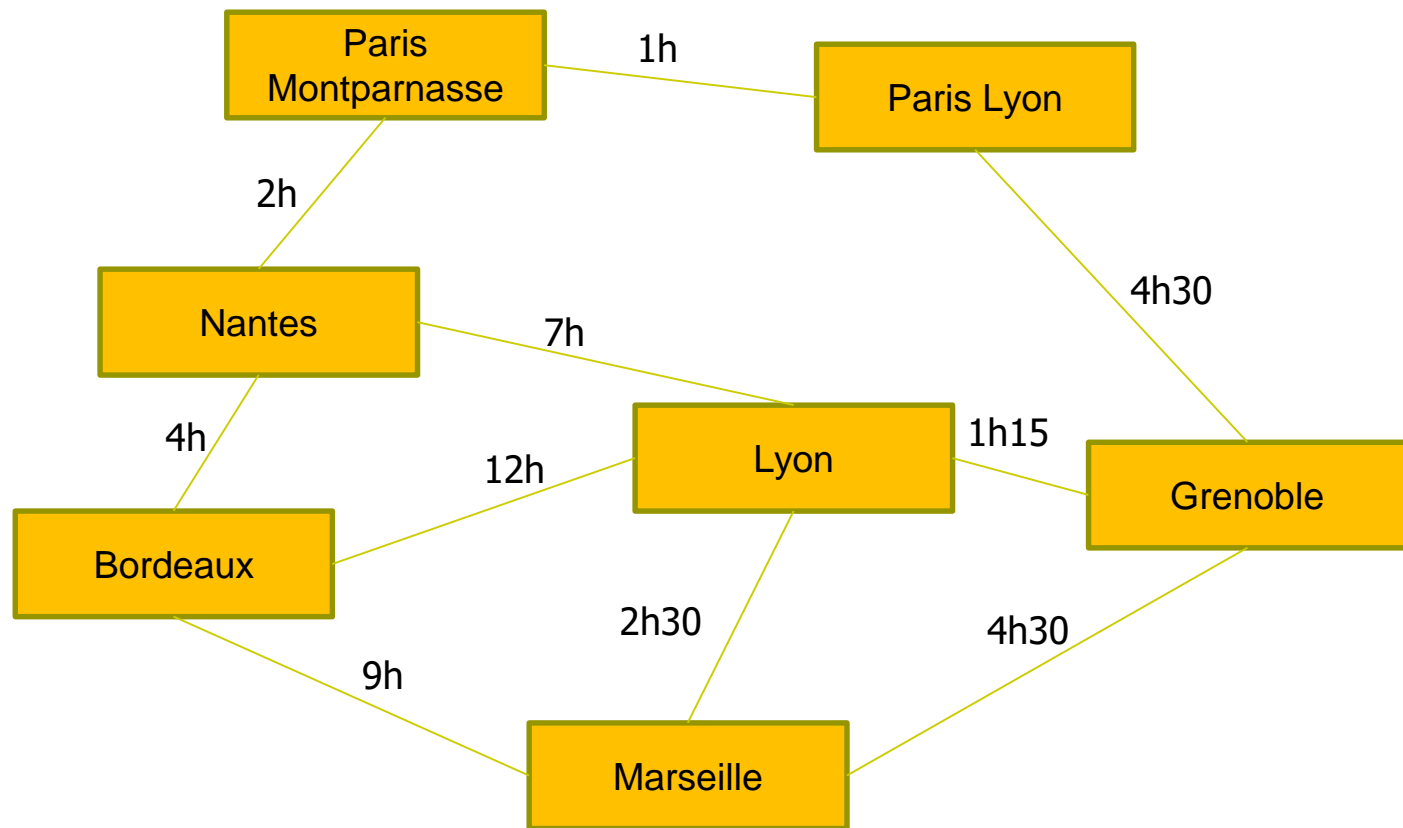 Paris
Montparnasse
1h
Paris Lyon
2h
4h30
Nantes
7h
4h
12h
Lyon
1h15
Grenoble
Bordeaux
2h30
4h30
9h
Marseille